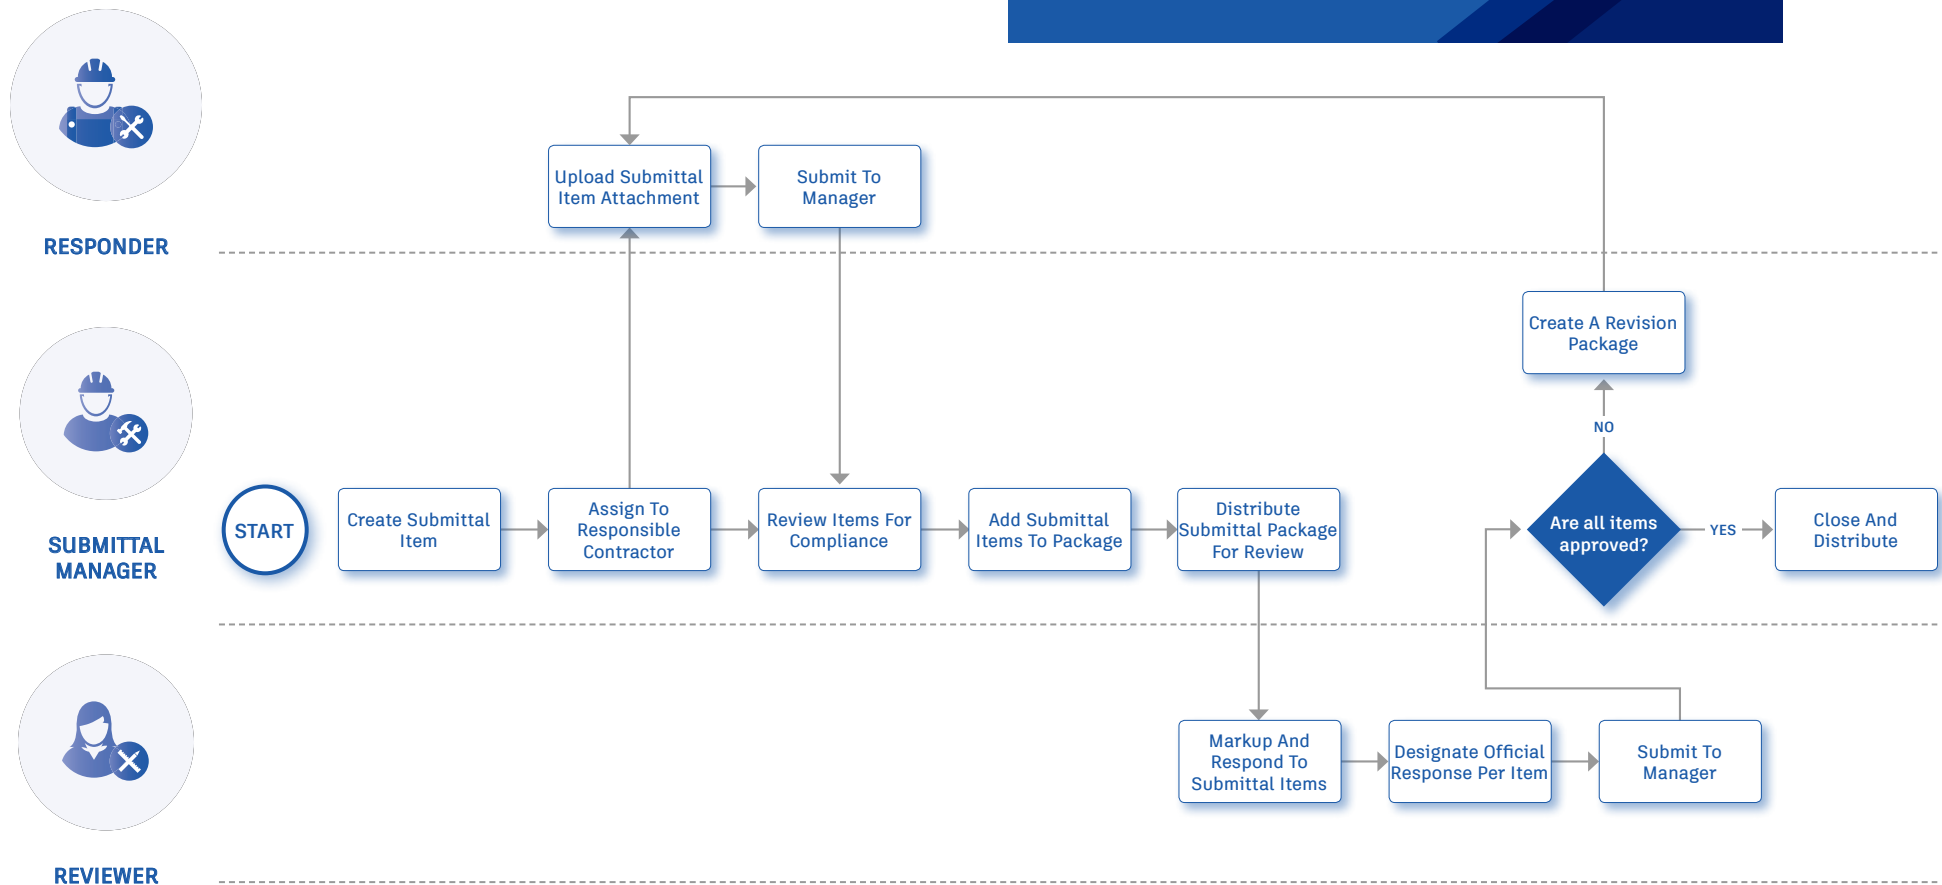 Upload Submittal
Item Attachment
Submit To
Manager
RESPONDER
Create A Revision
Package
NO
START
Create Submittal
Item
Assign To
Responsible
Contractor
Review Items For
Compliance
Add Submittal
Items To Package
Distribute
Submittal Package
For Review
Are all items
approved?
YES
Close And
Distribute
SUBMITTAL
MANAGER
Markup And
Respond To
Submittal Items
Designate Official
Response Per Item
Submit To
Manager
REVIEWER